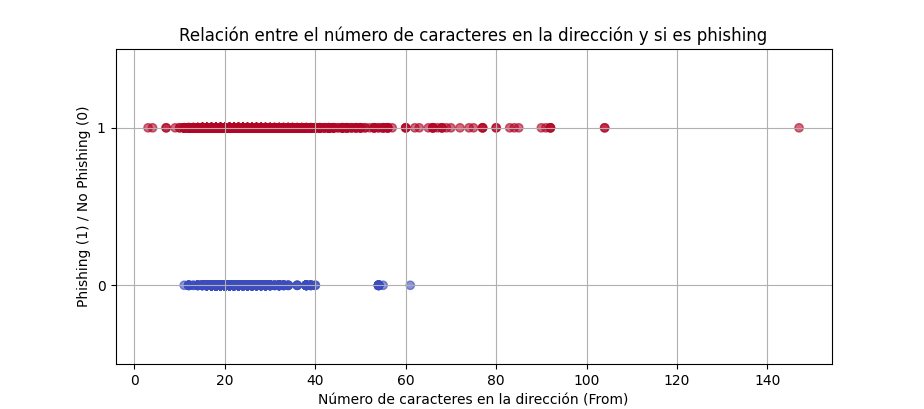 Relación entre el número de caracteres en la dirección y si es phishing
Phishing (1) / No Phishing (0)
1
0
0 20 40 60 80 100 120 140
Número de caracteres en la dirección (From)